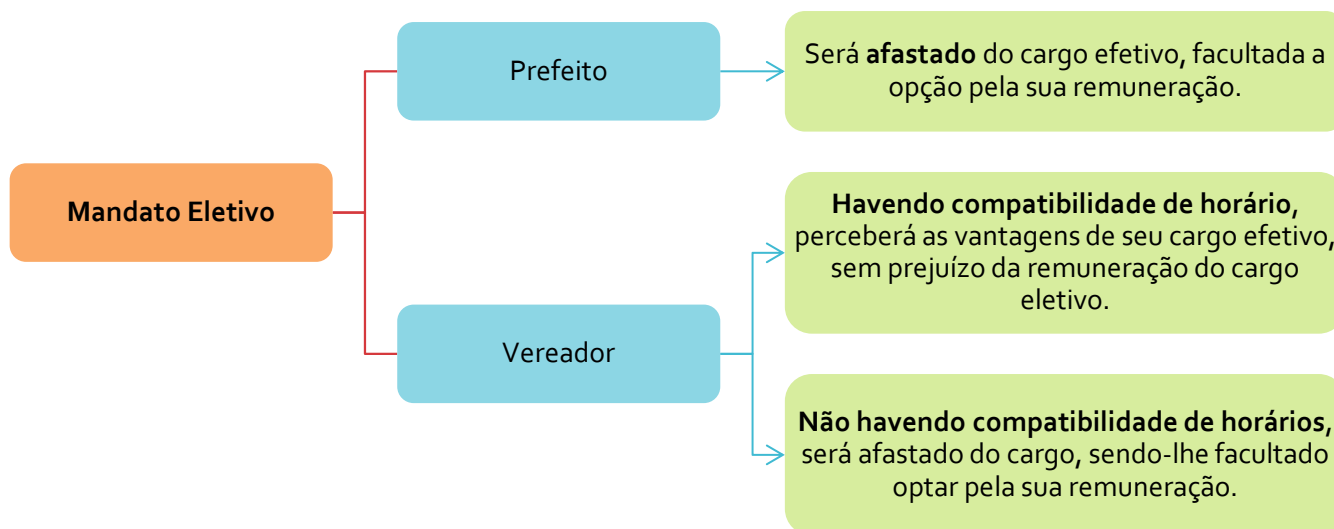 Mandato Eletivo
Prefeito
Será afastado do cargo efetivo, facultada a
opção pela sua remuneração.
Vereador
Havendo compatibilidade de horário,
perceberá as vantagens de seu cargo efetivo,
sem prejuízo da remuneração do cargo
eletivo.
Não havendo compatibilidade de horários,
será afastado do cargo, sendo-lhe facultado
optar pela sua remuneração.